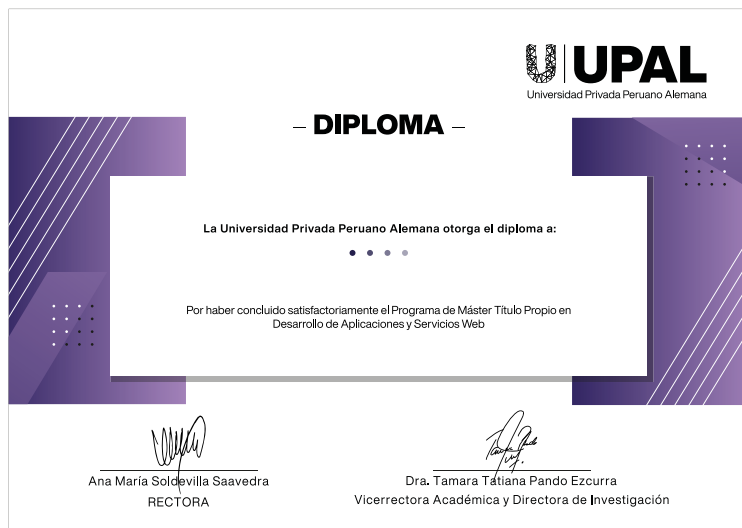 UPAL
Universidad Privada Peruano Alemana
– DIPLOMA –
La Universidad Privada Peruano Alemana otorga el diploma a:
Por haber concluido satisfactoriamente el Programa de Máster Título Propio en
Desarrollo de Aplicaciones y Servicios Web
Ana María Soldevilla Saavedra
RECTORA
Dra. Tamara Tatiana Pando Ezcurra
Vicerrectora Académica y Directora de Investigación